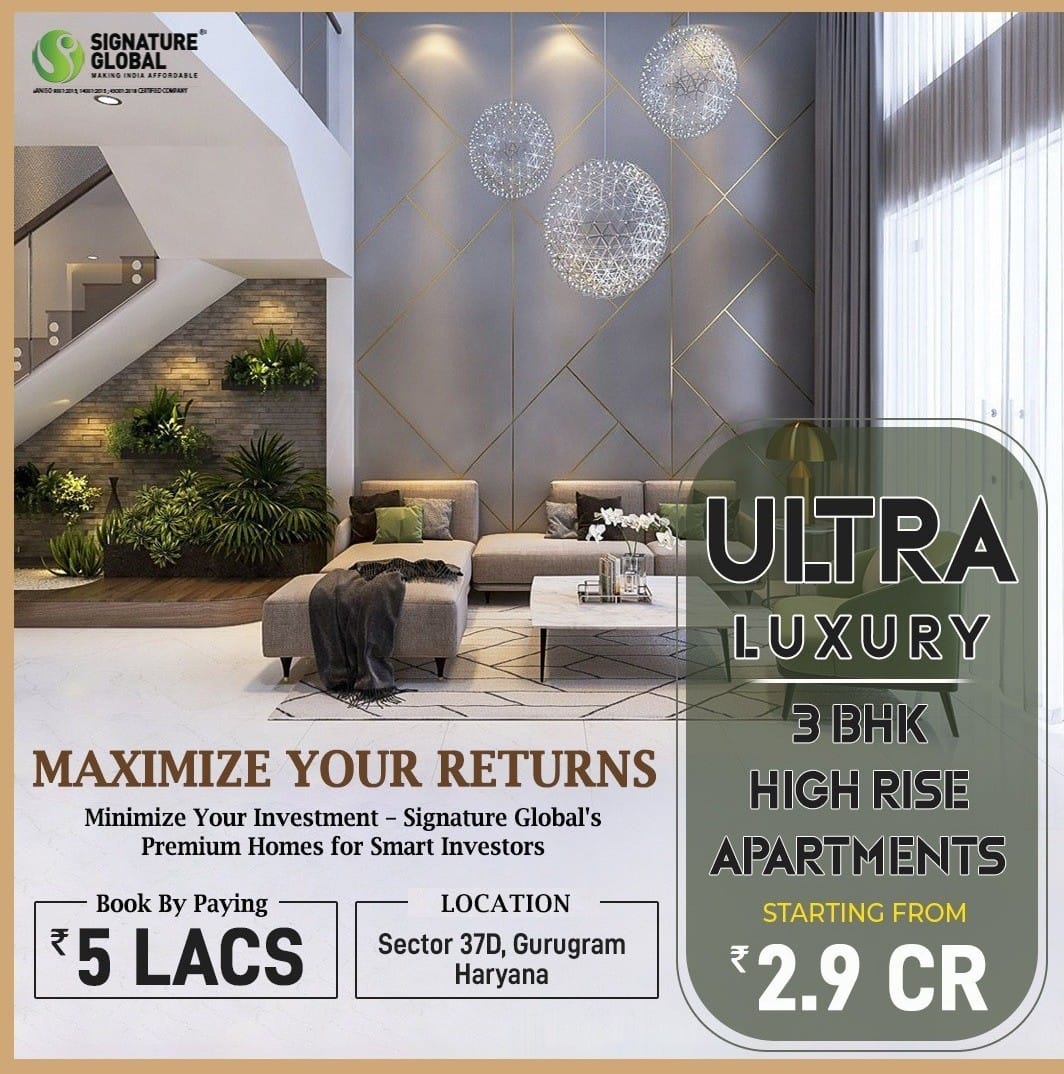 SIGNATURE®
GLOBAL
MAKING INDIA AFFORDABLE
MAXIMIZE YOUR RETURNS
Minimize Your Investment – Signature Global's
Premium Homes for Smart Investors
Book By Paying
₹ 5 LACS
LOCATION
Sector 37D, Gurugram
Haryana
ULTRA
LUXURY
3 BHK
HIGH RISE
APARTMENTS
STARTING FROM
₹ 2.9 CR